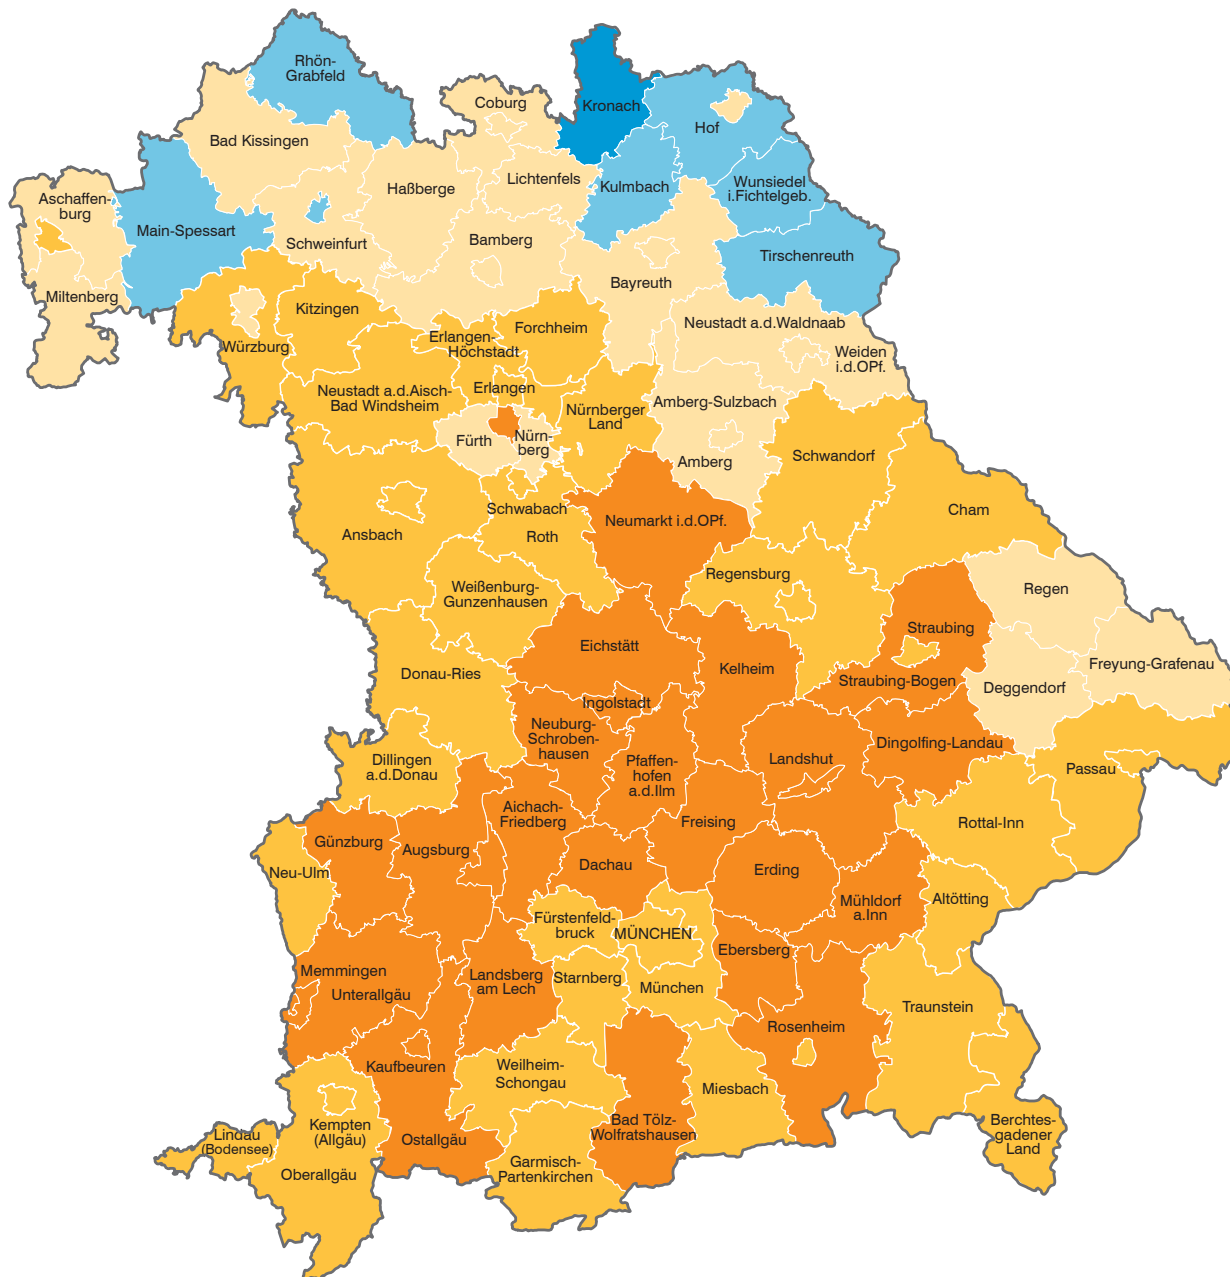 Rhön-
Grabfeld
Coburg
Kronach
Hof
Bad Kissingen
Haßberge
Lichtenfels
Kulmbach
Wunsiedel
i.Fichtelgeb.
Aschaffen-
burg
Main-Spessart
Schweinfurt
Bamberg
Bayreuth
Tirschenreuth
Miltenberg
Kitzingen
Würzburg
Erlangen-
Höchstadt
Forchheim
Neustadt a.d.Waldnaab
Weiden
i.d.OPf.
Neustadt a.d.Aisch-
Bad Windsheim
Erlangen
Nürnberger
Land
Amberg-Sulzbach
Fürth
Nürn-
berg
Amberg
Schwandorf
Cham
Ansbach
Schwabach
Roth
Neumarkt i.d.OPf.
Weißenburg-
Gunzenhausen
Regensburg
Regen
Straubing
Eichstätt
Kelheim
Freyung-Grafenau
Donau-Ries
Straubing-Bogen
Deggendorf
Ingolstadt
Neuburg-
Schroben-
hausen
Dingolfing-Landau
Dillingen
a.d.Donau
Pfaffen-
hofen
a.d.Ilm
Landshut
Passau
Aichach-
Friedberg
Freising
Rottal-Inn
Günzburg
Augsburg
Dachau
Erding
Neu-Ulm
Mühldorf
a.Inn
Altötting
Fürstenfeld-
bruck
MÜNCHEN
Ebersberg
Memmingen
Unterallgäu
Landsberg
am Lech
Starnberg
München
Traunstein
Rosenheim
Kaufbeuren
Weilheim-
Schongau
Miesbach
Kempten
(Allgäu)
Bad Tölz-
Wolfratshausen
Berchtes-
gadener
Land
Lindau
(Bodensee)
Ostallgäu
Oberallgäu
Garmisch-
Partenkirchen